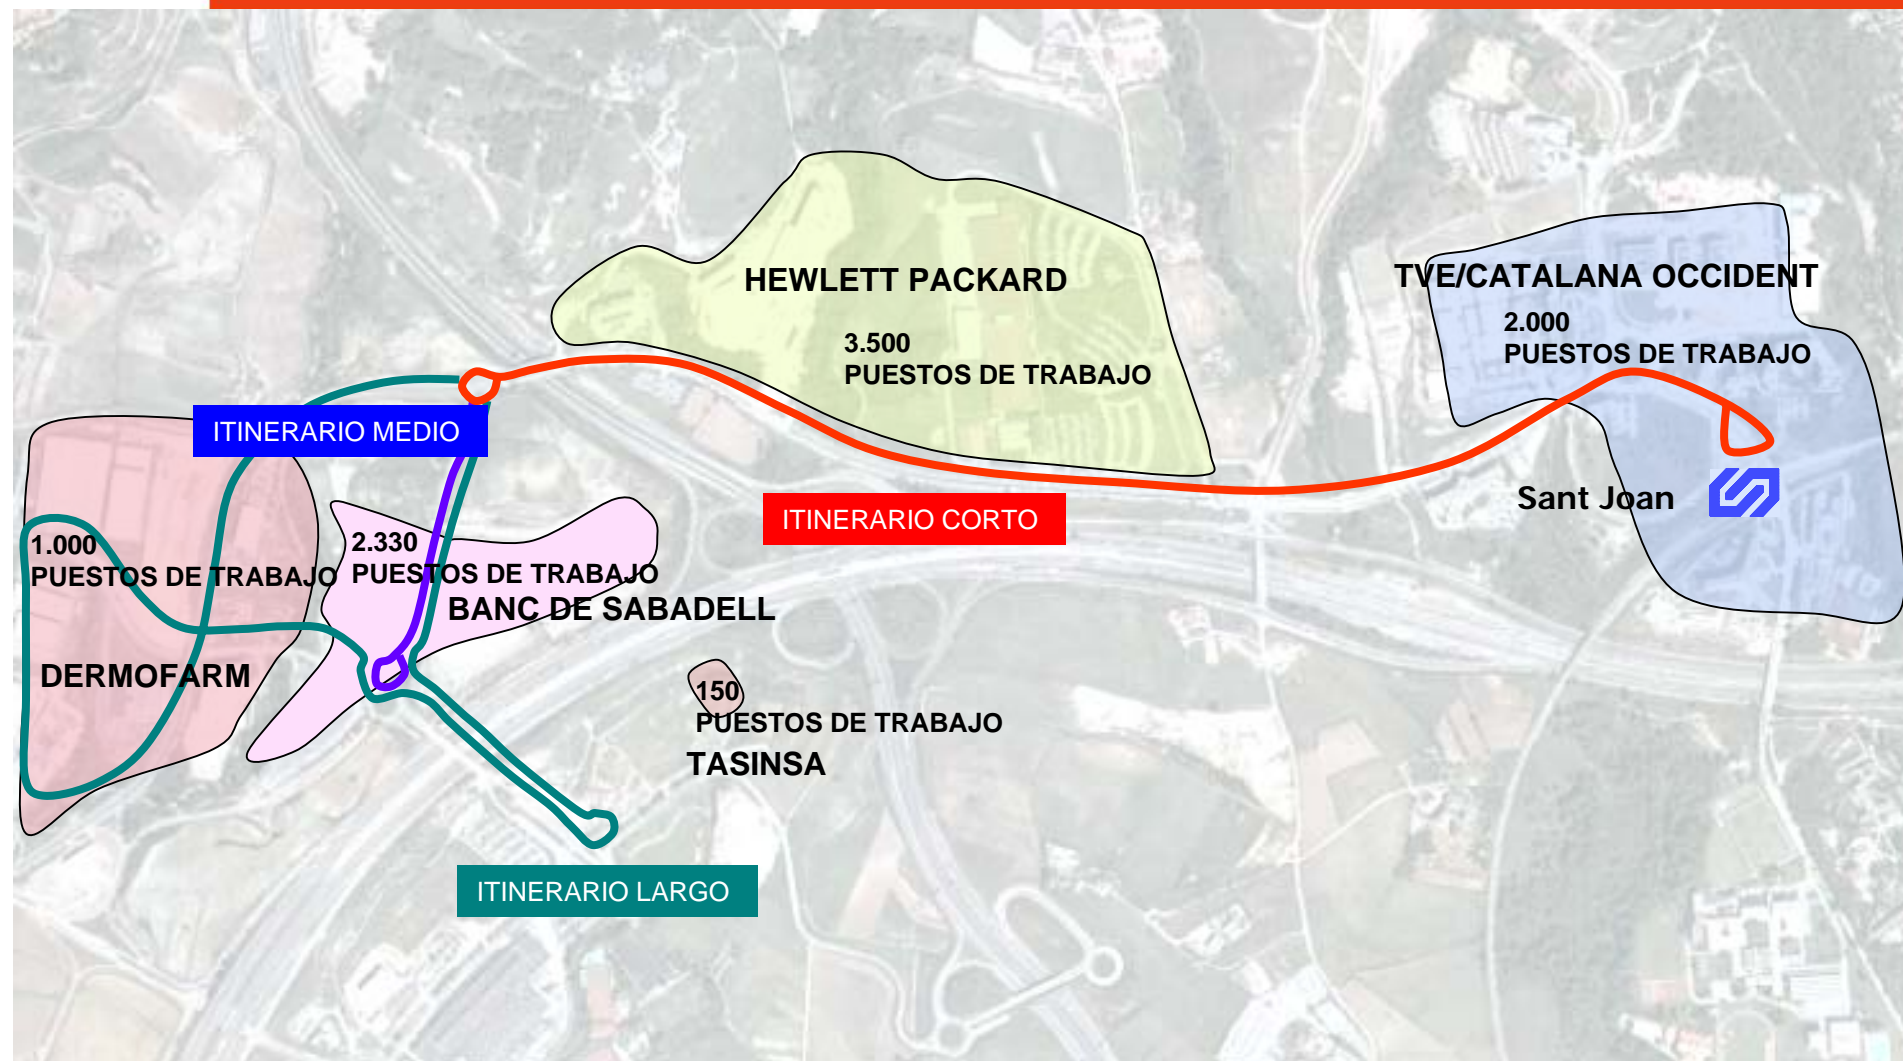 HEWLETT PACKARD
3.500
PUESTOS DE TRABAJO
TVE/CATALANA OCCIDENT
2.000
PUESTOS DE TRABAJO
ITINERARIO MEDIO
ITINERARIO CORTO
Sant Joan
1.000
PUESTOS DE TRABAJO
DERMOFARM
2.330
PUESTOS DE TRABAJO
BANC DE SABADELL
150
PUESTOS DE TRABAJO
TASINSA
ITINERARIO LARGO